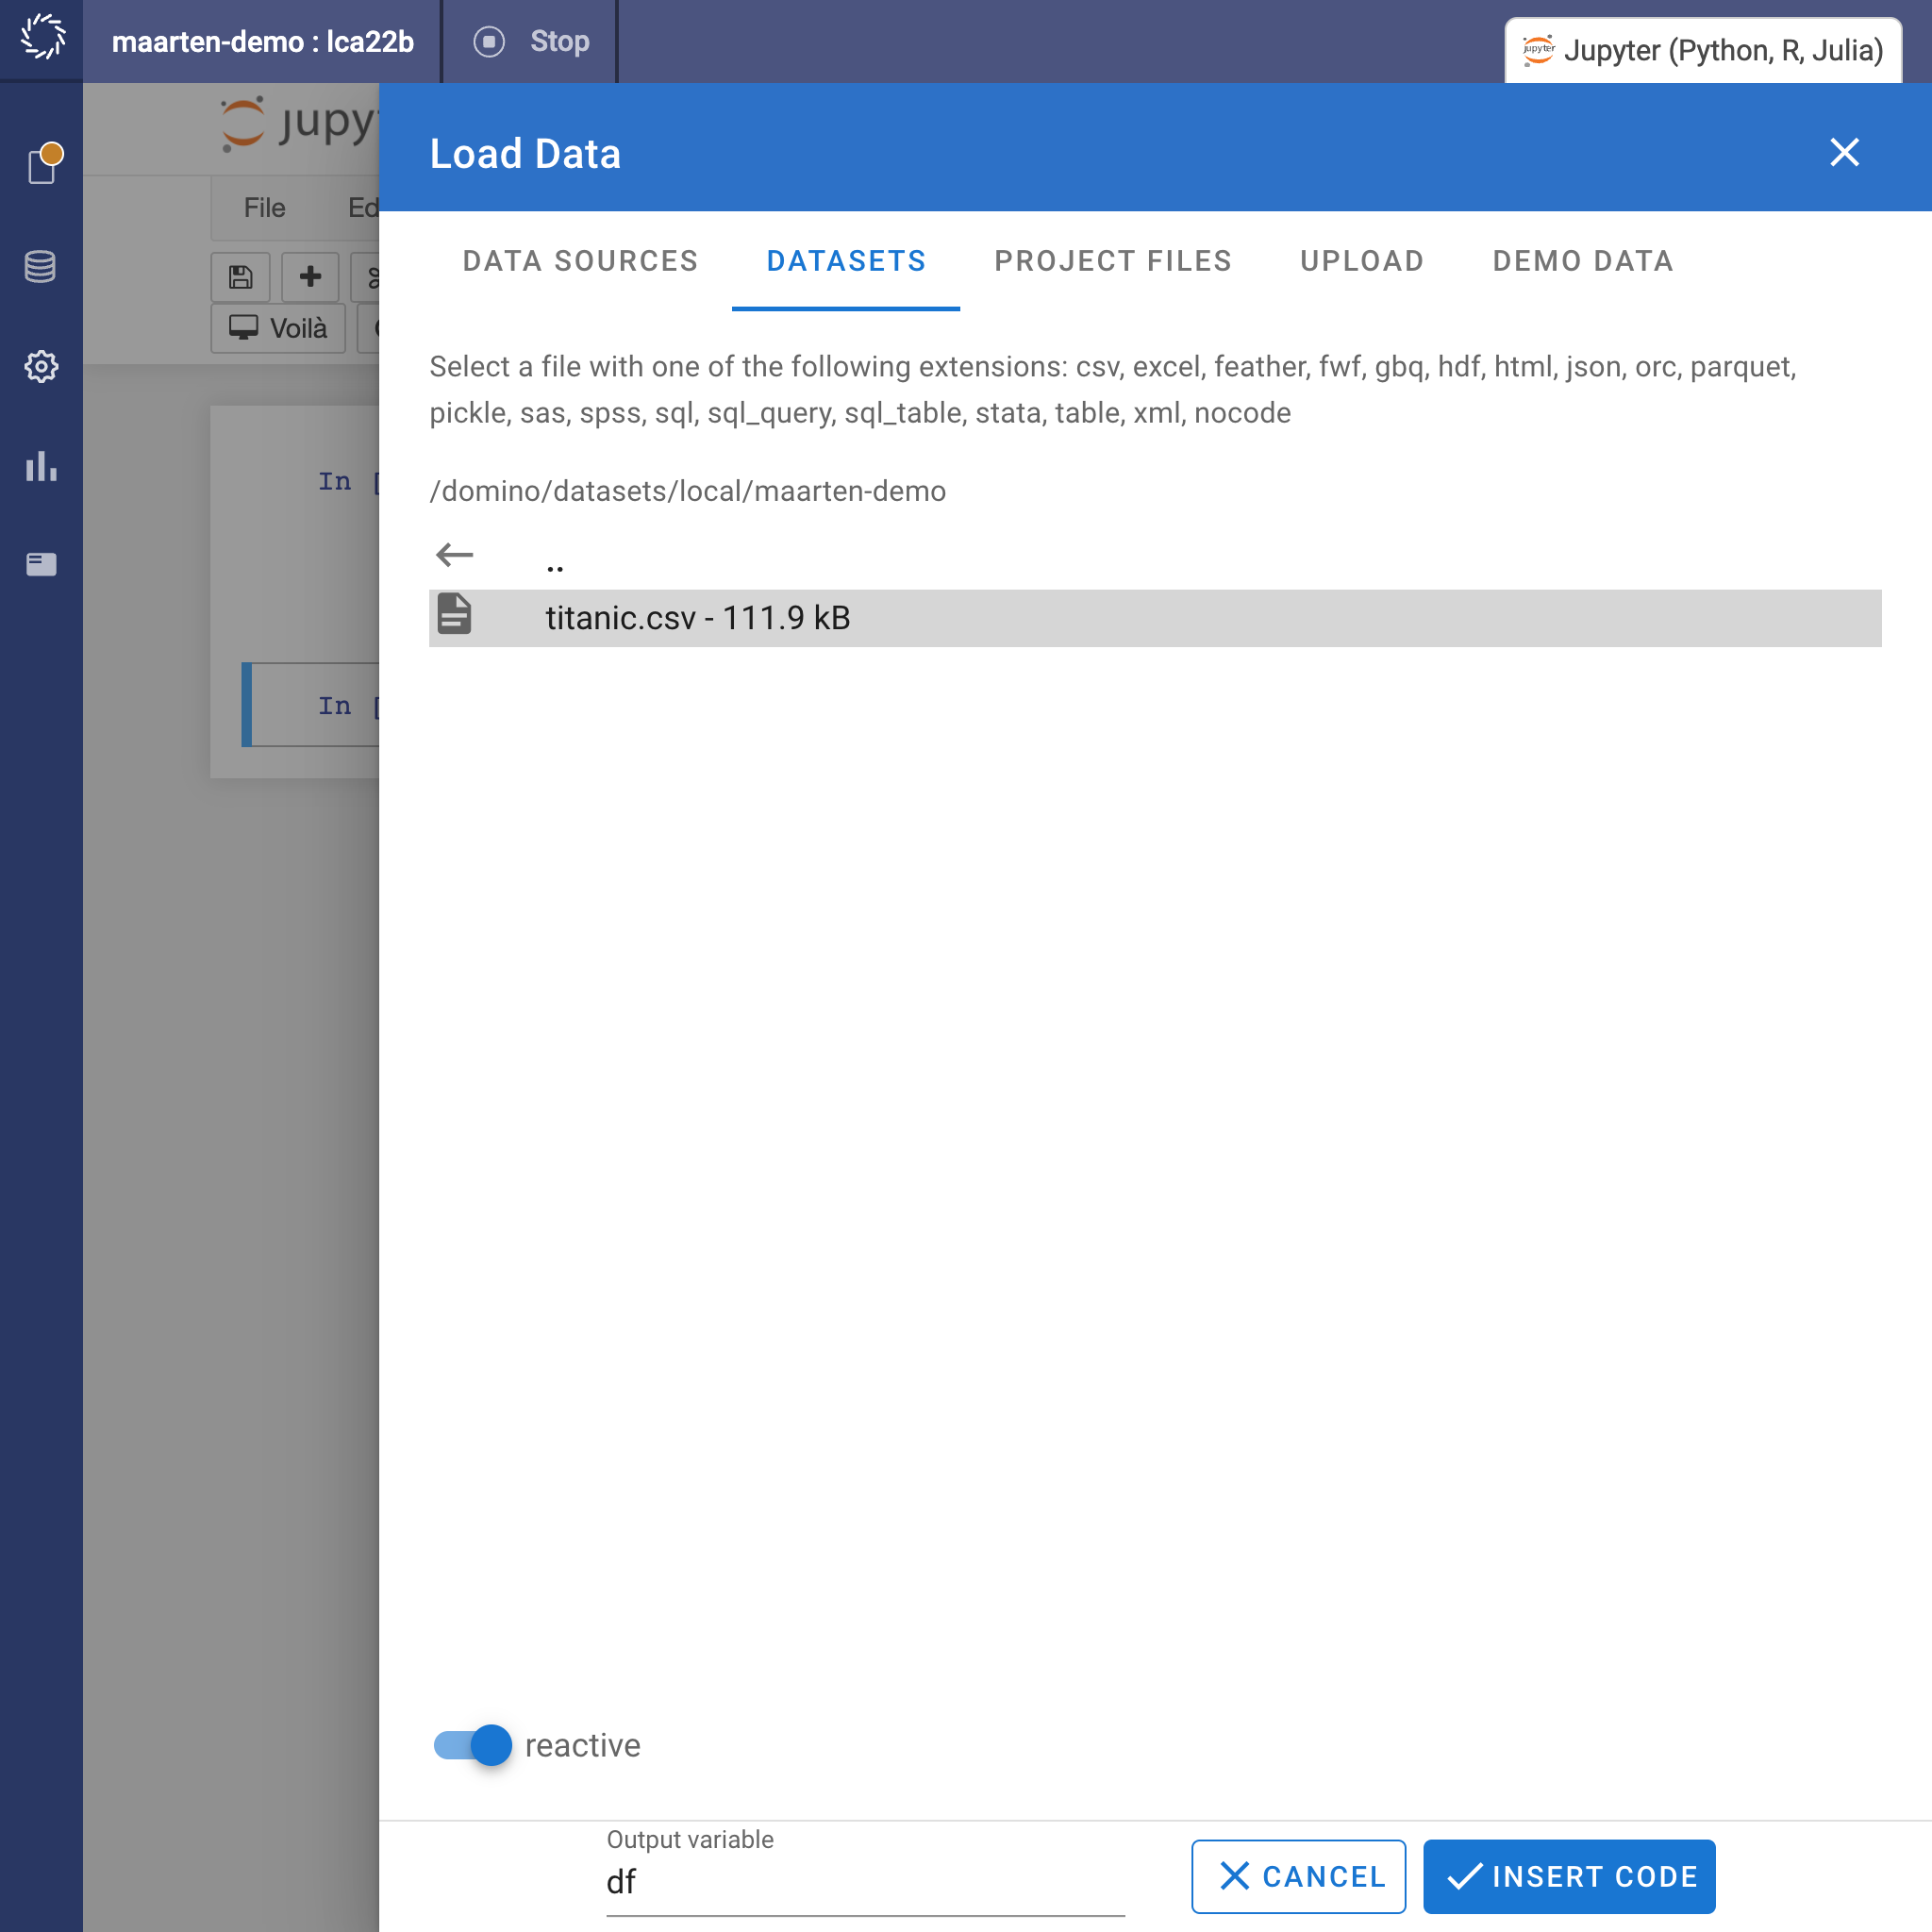 maarten-demo : lca22b
Stop
jupyter Jupyter (Python, R, Julia)
jupyt
Load Data
File Ed
DATA SOURCES DATASETS PROJECT FILES UPLOAD DEMO DATA
Voilà
Select a file with one of the following extensions: csv, excel, feather, fwf, gbq, hdf, html, json, orc, parquet,
pickle, sas, spss, sql, sql_query, sql_table, stata, table, xml, nocode
In [
/domino/datasets/local/maarten-demo
..
titanic.csv - 111.9 kB
In [
reactive
Output variable
df
CANCEL
INSERT CODE